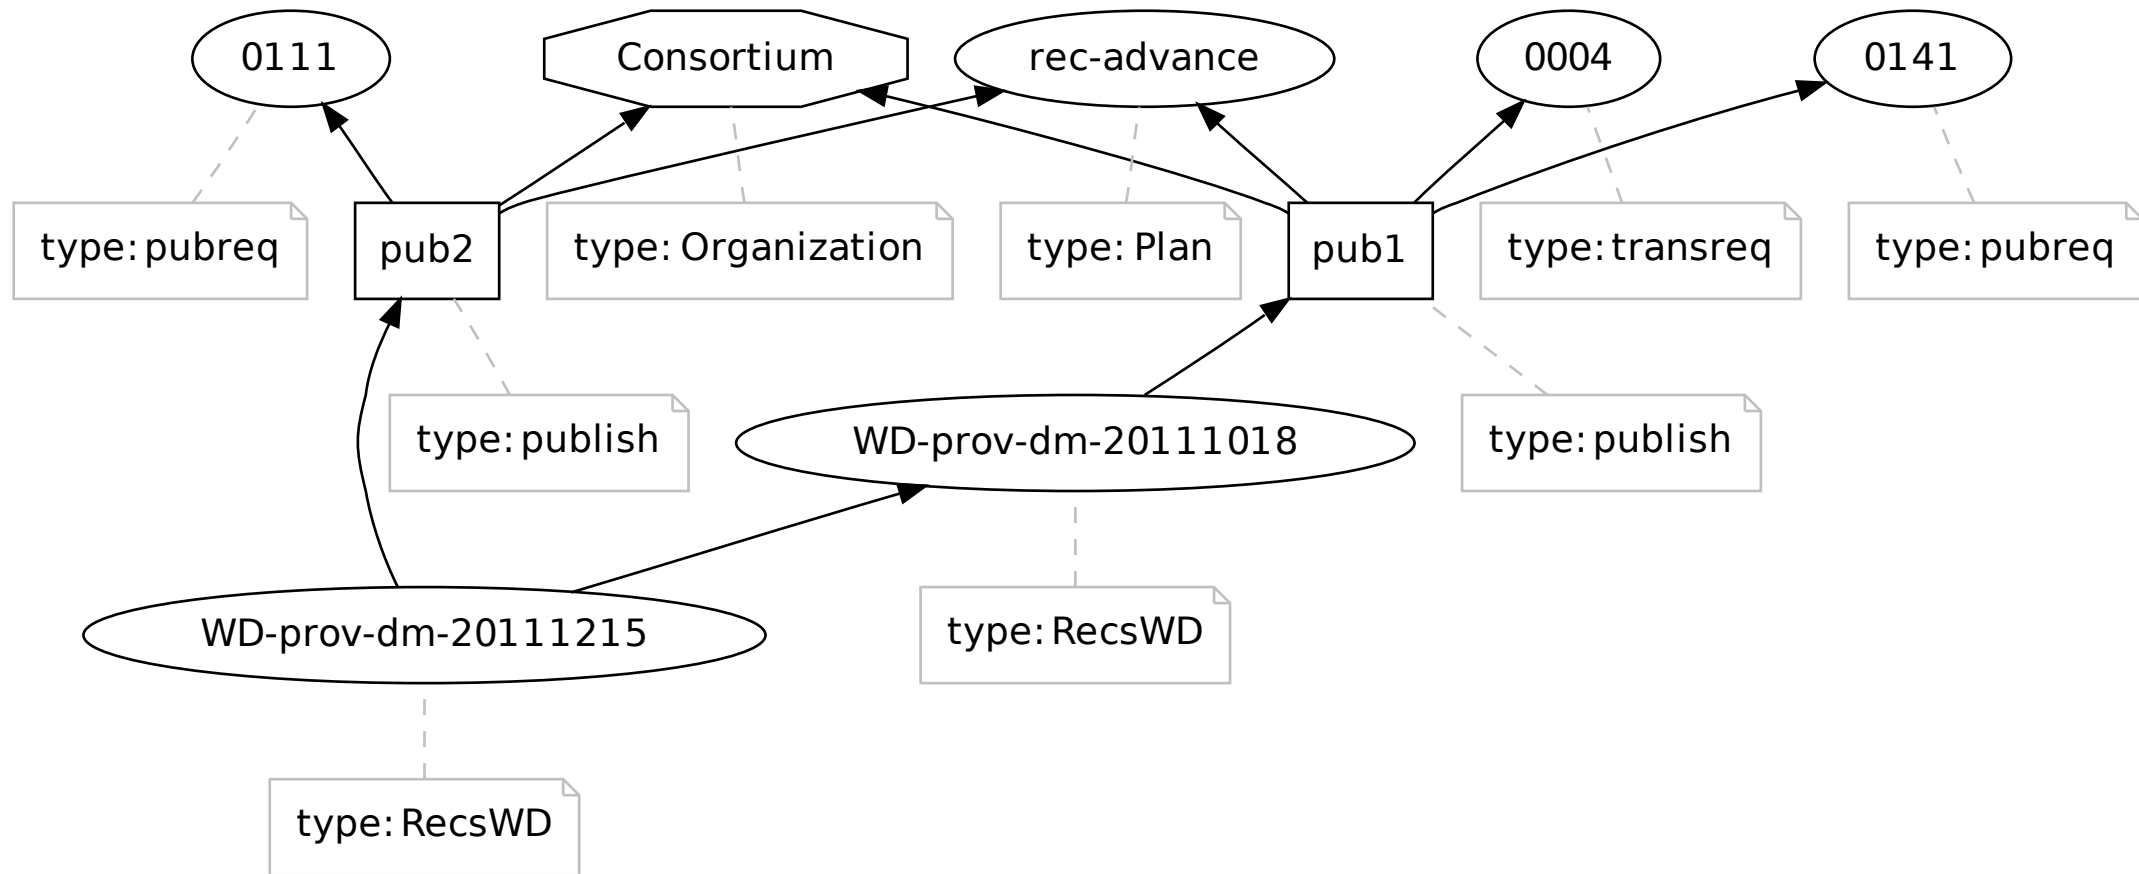 0111
Consortium
rec-advance
0004
0141
type: pubreq
pub2
type: Organization
type: Plan
pub1
type: transreq
type: pubreq
type: publish
WD-prov-dm-20111018
type: publish
WD-prov-dm-20111215
type: RecsWD
type: RecsWD